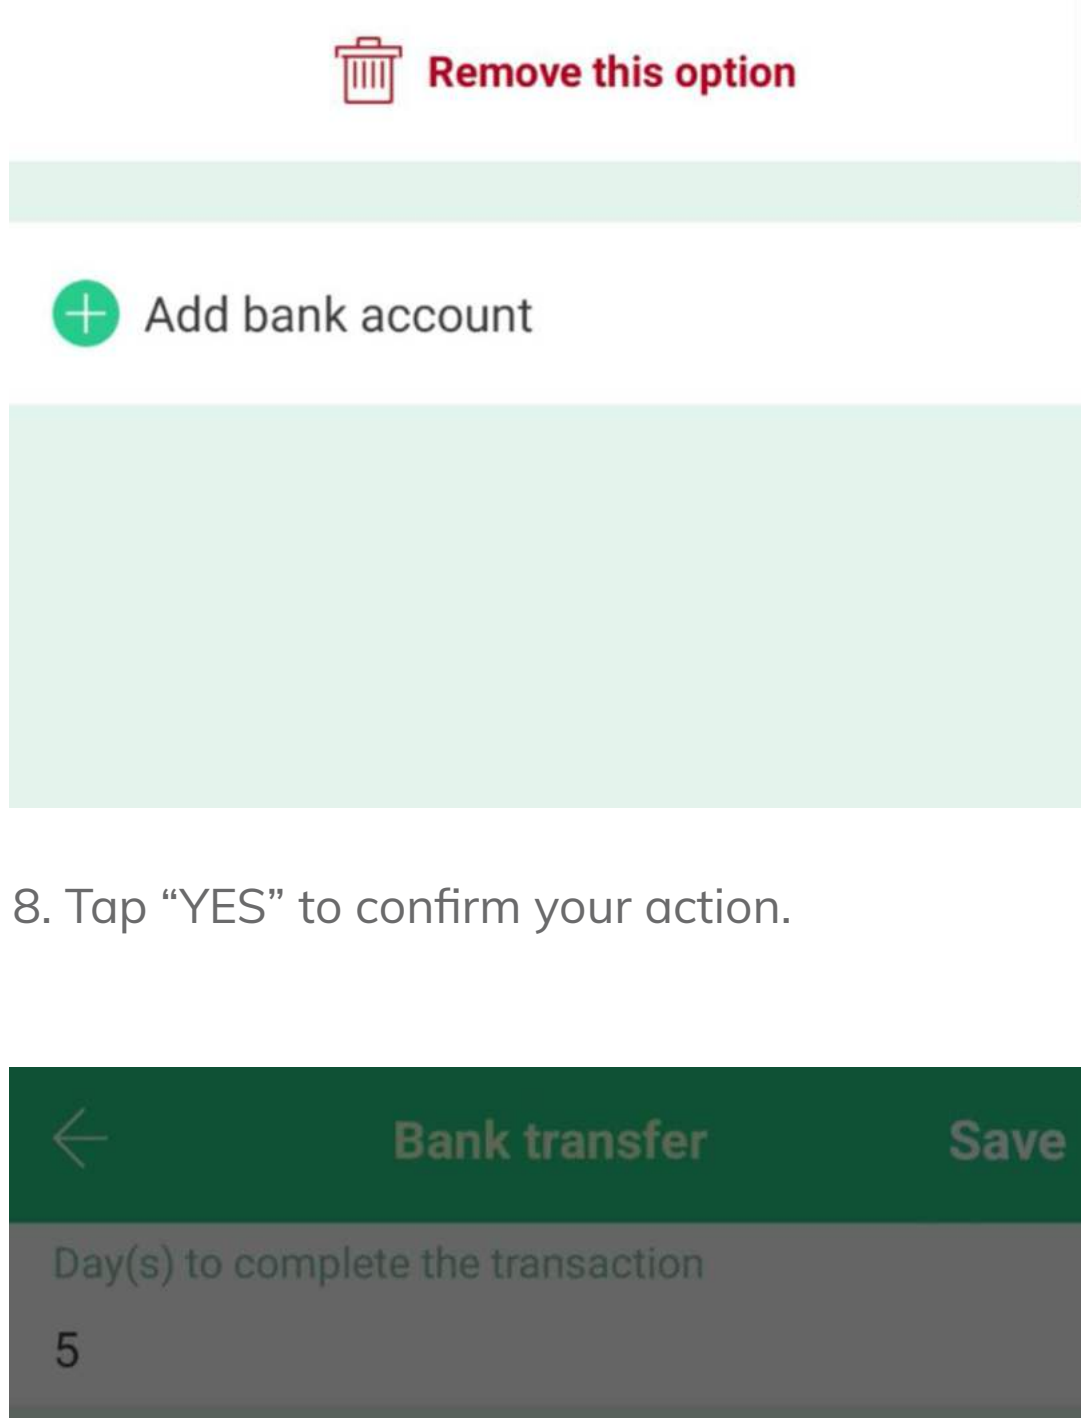 Remove this option
Add bank account
8. Tap “YES” to confirm your action.
Bank transfer
Save
Day(s) to complete the transaction
5